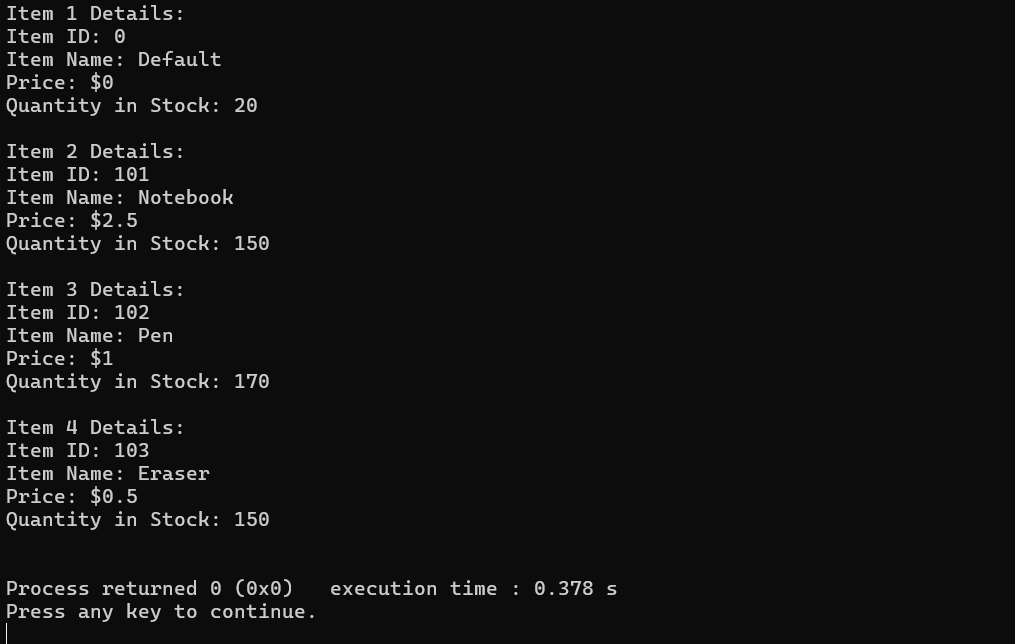 Item 1 Details:
Item ID: 0
Item Name: Default
Price: $0
Quantity in Stock: 20
Item 2 Details:
Item ID: 101
Item Name: Notebook
Price: $2.5
Quantity in Stock: 150
Item 3 Details:
Item ID: 102
Item Name: Pen
Price: $1
Quantity in Stock: 170
Item 4 Details:
Item ID: 103
Item Name: Eraser
Price: $0.5
Quantity in Stock: 150
Process returned 0 (0x0)   execution time : 0.378 s
Press any key to continue.